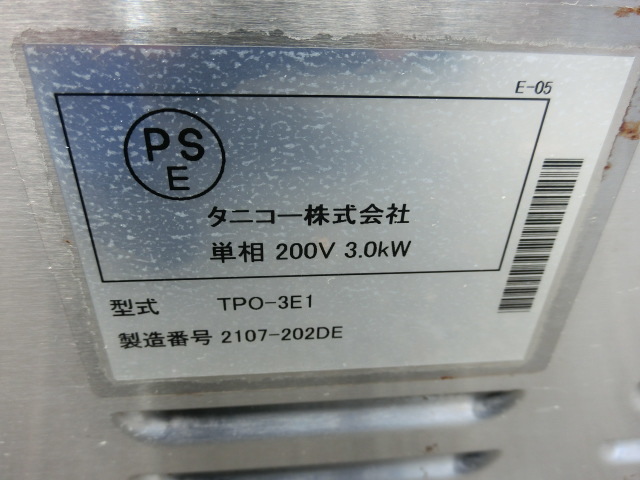 E-05
PS
E
タニコー株式会社
単相 200V 3.0kW
型式 TPO-3E1
製造番号 2107-202DE